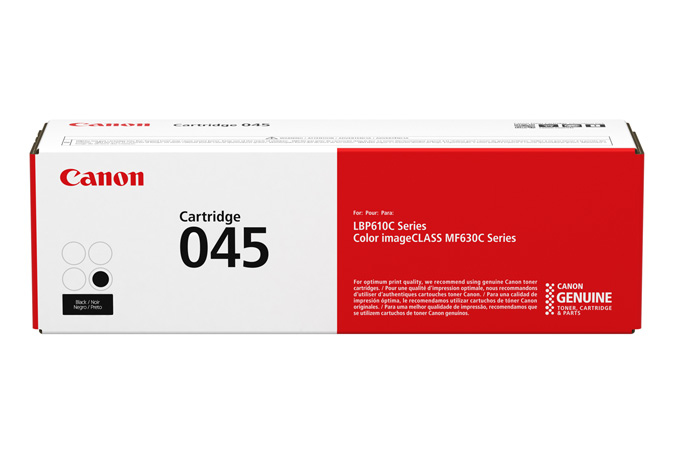 Canon Cartridge 045
Canon
Cartridge
045
Black / Noir
Negro / Preto
For: Pour: Para:
LBP610C Series
Color imageCLASS MF630C Series
For optimum print quality, we recommend using genuine Canon toner
cartridges. / Pour une qualité d'impression optimale, nous recommandons
d'utiliser d'authentiques cartouches toner Canon. / Para una calidad de
impresión óptima, le recomendamos utilizar cartuchos de tóner Canon
originales. / Para uma melhor qualidade de impressão, recomendamos que
se utilizem cartuchos de toner Canon genuínos.
CANON
GENUINE
TONER, CARTRIDGE
& PARTS